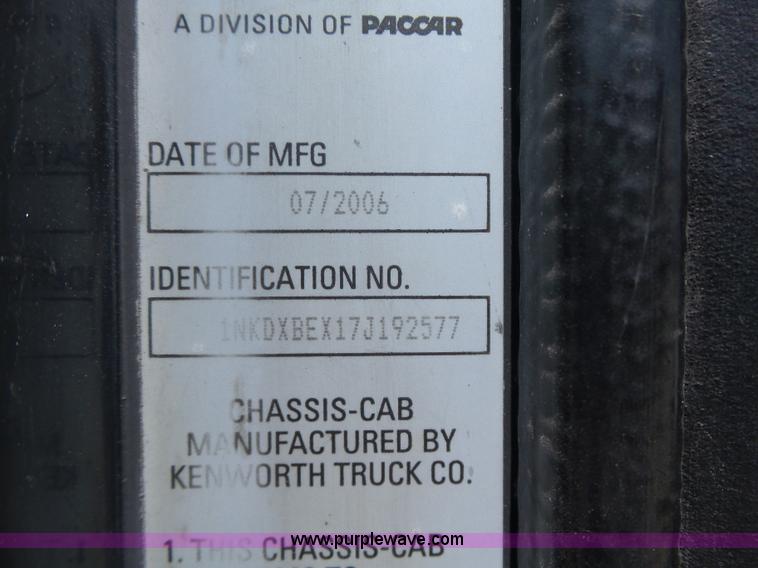 A DIVISION OF PACCAR
DATE OF MFG
07/2006
IDENTIFICATION NO.
1NKDXBEX17J192577
CHASSIS-CAB
MANUFACTURED BY
KENWORTH TRUCK CO.
www.purplewave.com
1. THIS CHASSIS-CAB